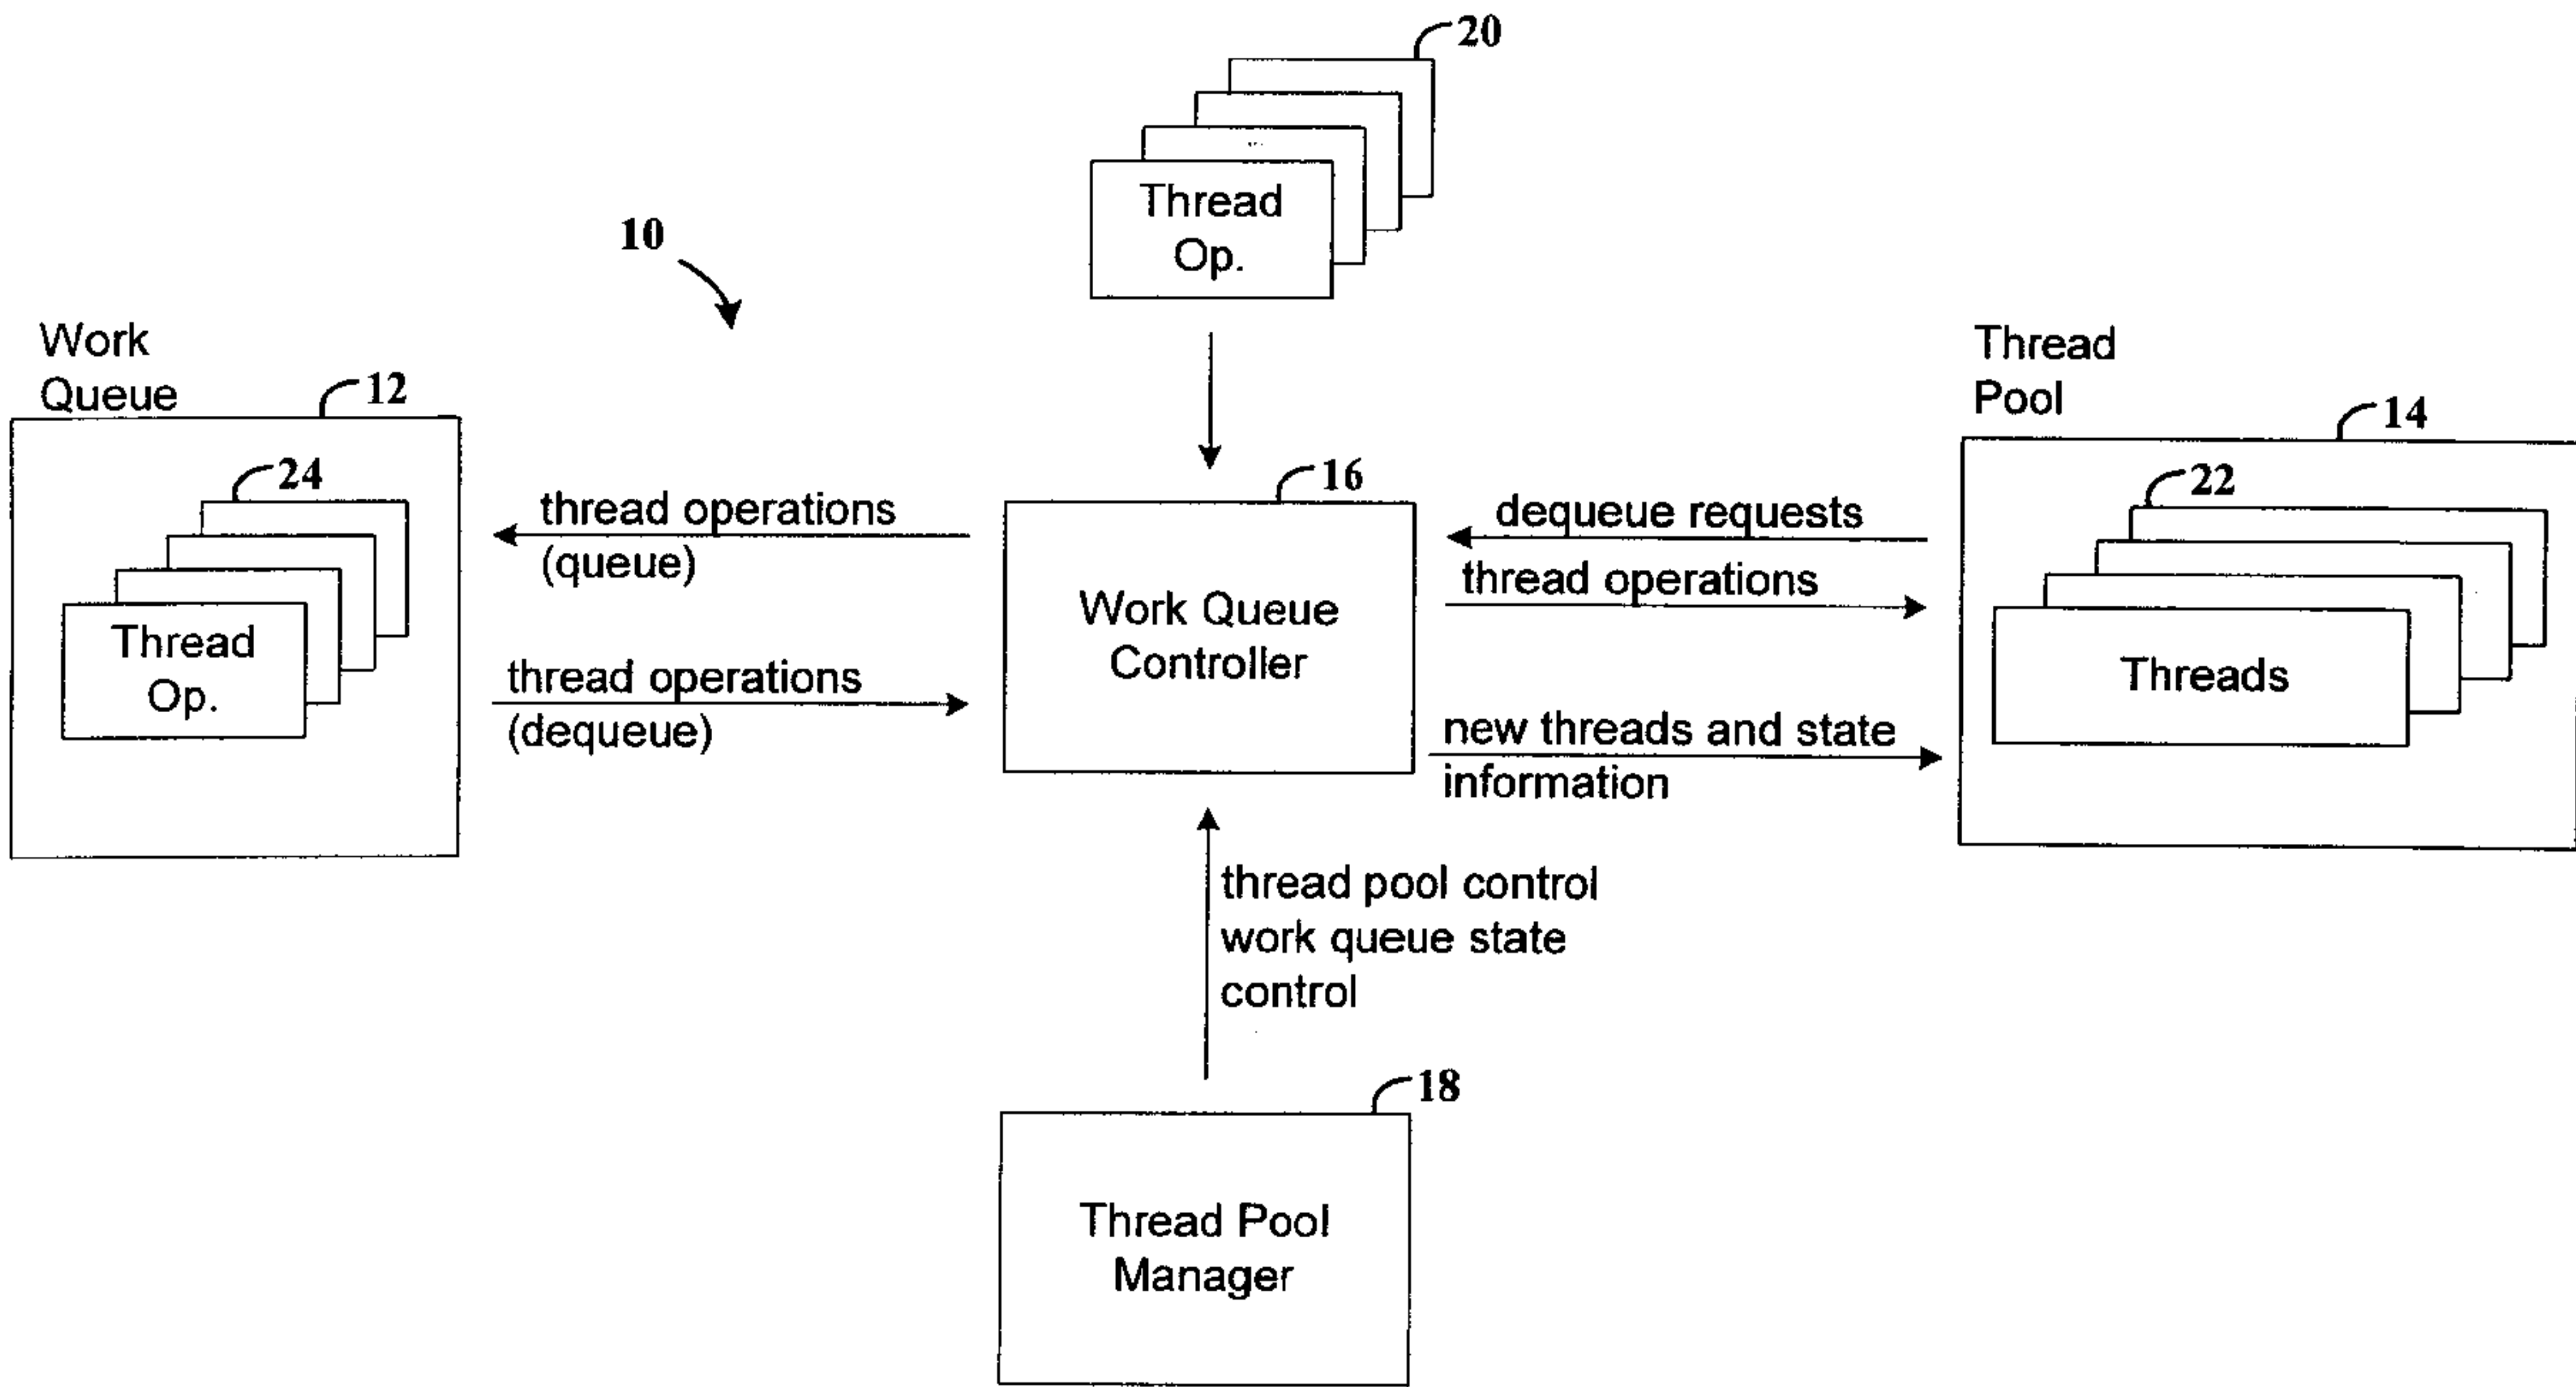 20
Thread
Op.
10
Work
Queue
12
Thread
Pool
14
24
thread operations
(queue)
16
dequeue requests
22
thread operations
Work Queue
Controller
Thread
Op.
Threads
thread operations
(dequeue)
new threads and state
information
thread pool control
work queue state
control
18
Thread Pool
Manager